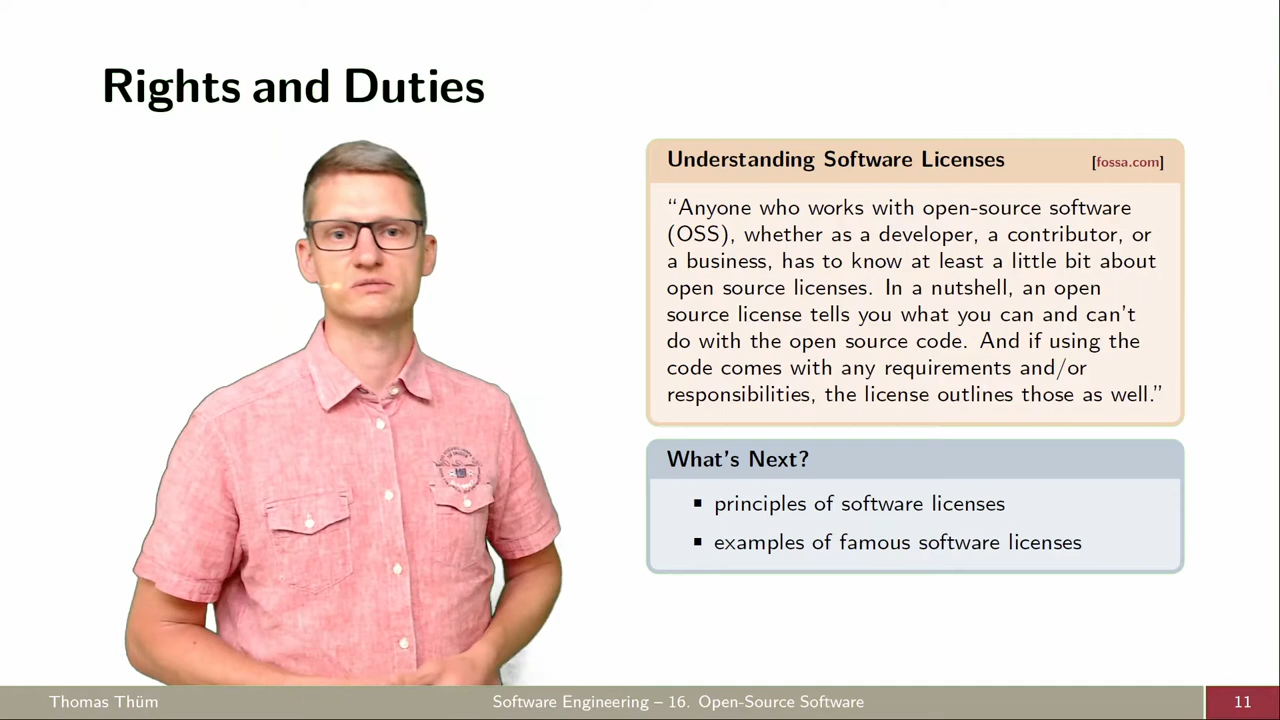 Rights and Duties
Understanding Software Licenses [fossa.com]
“Anyone who works with open-source software
(OSS), whether as a developer, a contributor, or
a business, has to know at least a little bit about
open source licenses. In a nutshell, an open
source license tells you what you can and can’t
do with the open source code. And if using the
code comes with any requirements and/or
responsibilities, the license outlines those as well.”
What’s Next?
▪ principles of software licenses
▪ examples of famous software licenses
Thomas Thüm
Software Engineering – 16. Open-Source Software
11